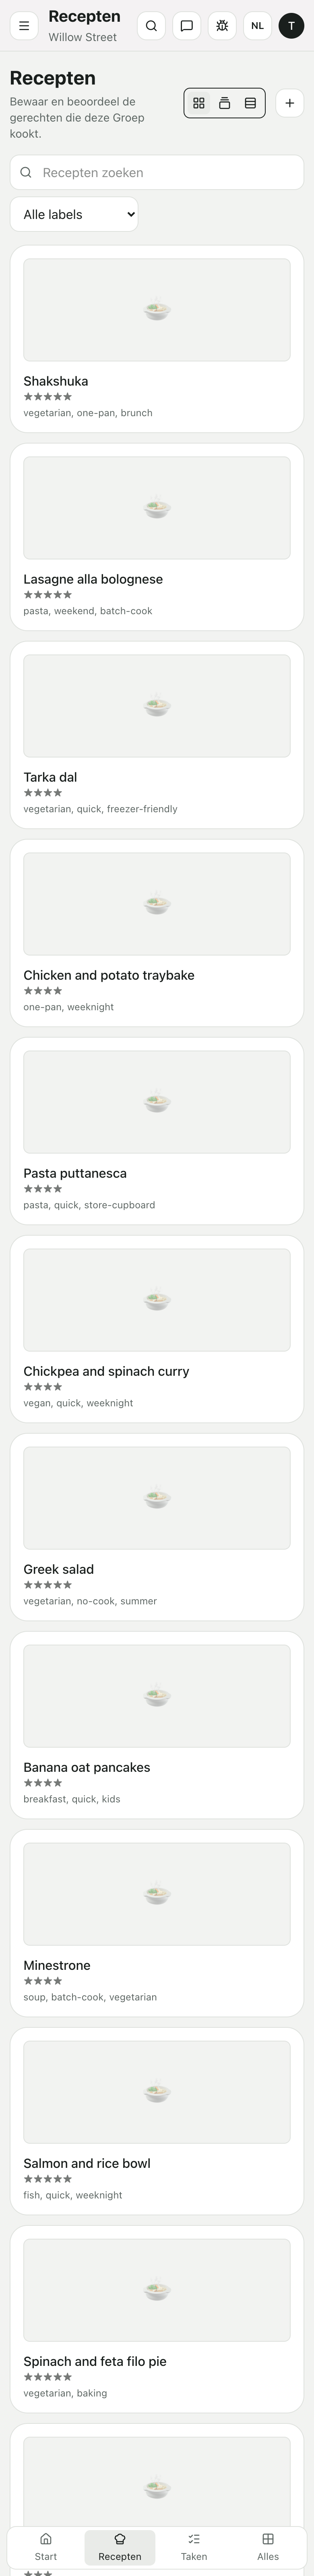 Recepten
Willow Street
NL
T
Recepten
Bewaar en beoordeel de
gerechten die deze Groep
kookt.
Recepten zoeken
Alle labels
Shakshuka
★★★★★
vegetarian, one-pan, brunch
Lasagne alla bolognese
★★★★★
pasta, weekend, batch-cook
Tarka dal
★★★★
vegetarian, quick, freezer-friendly
Chicken and potato traybake
★★★★
one-pan, weeknight
Pasta puttanesca
★★★★
pasta, quick, store-cupboard
Chickpea and spinach curry
★★★★
vegan, quick, weeknight
Greek salad
★★★★★
vegetarian, no-cook, summer
Banana oat pancakes
★★★★
breakfast, quick, kids
Minestrone
★★★★
soup, batch-cook, vegetarian
Salmon and rice bowl
★★★★★
fish, quick, weeknight
Spinach and feta filo pie
★★★★★
vegetarian, baking
Start
Recepten
Taken
Alles